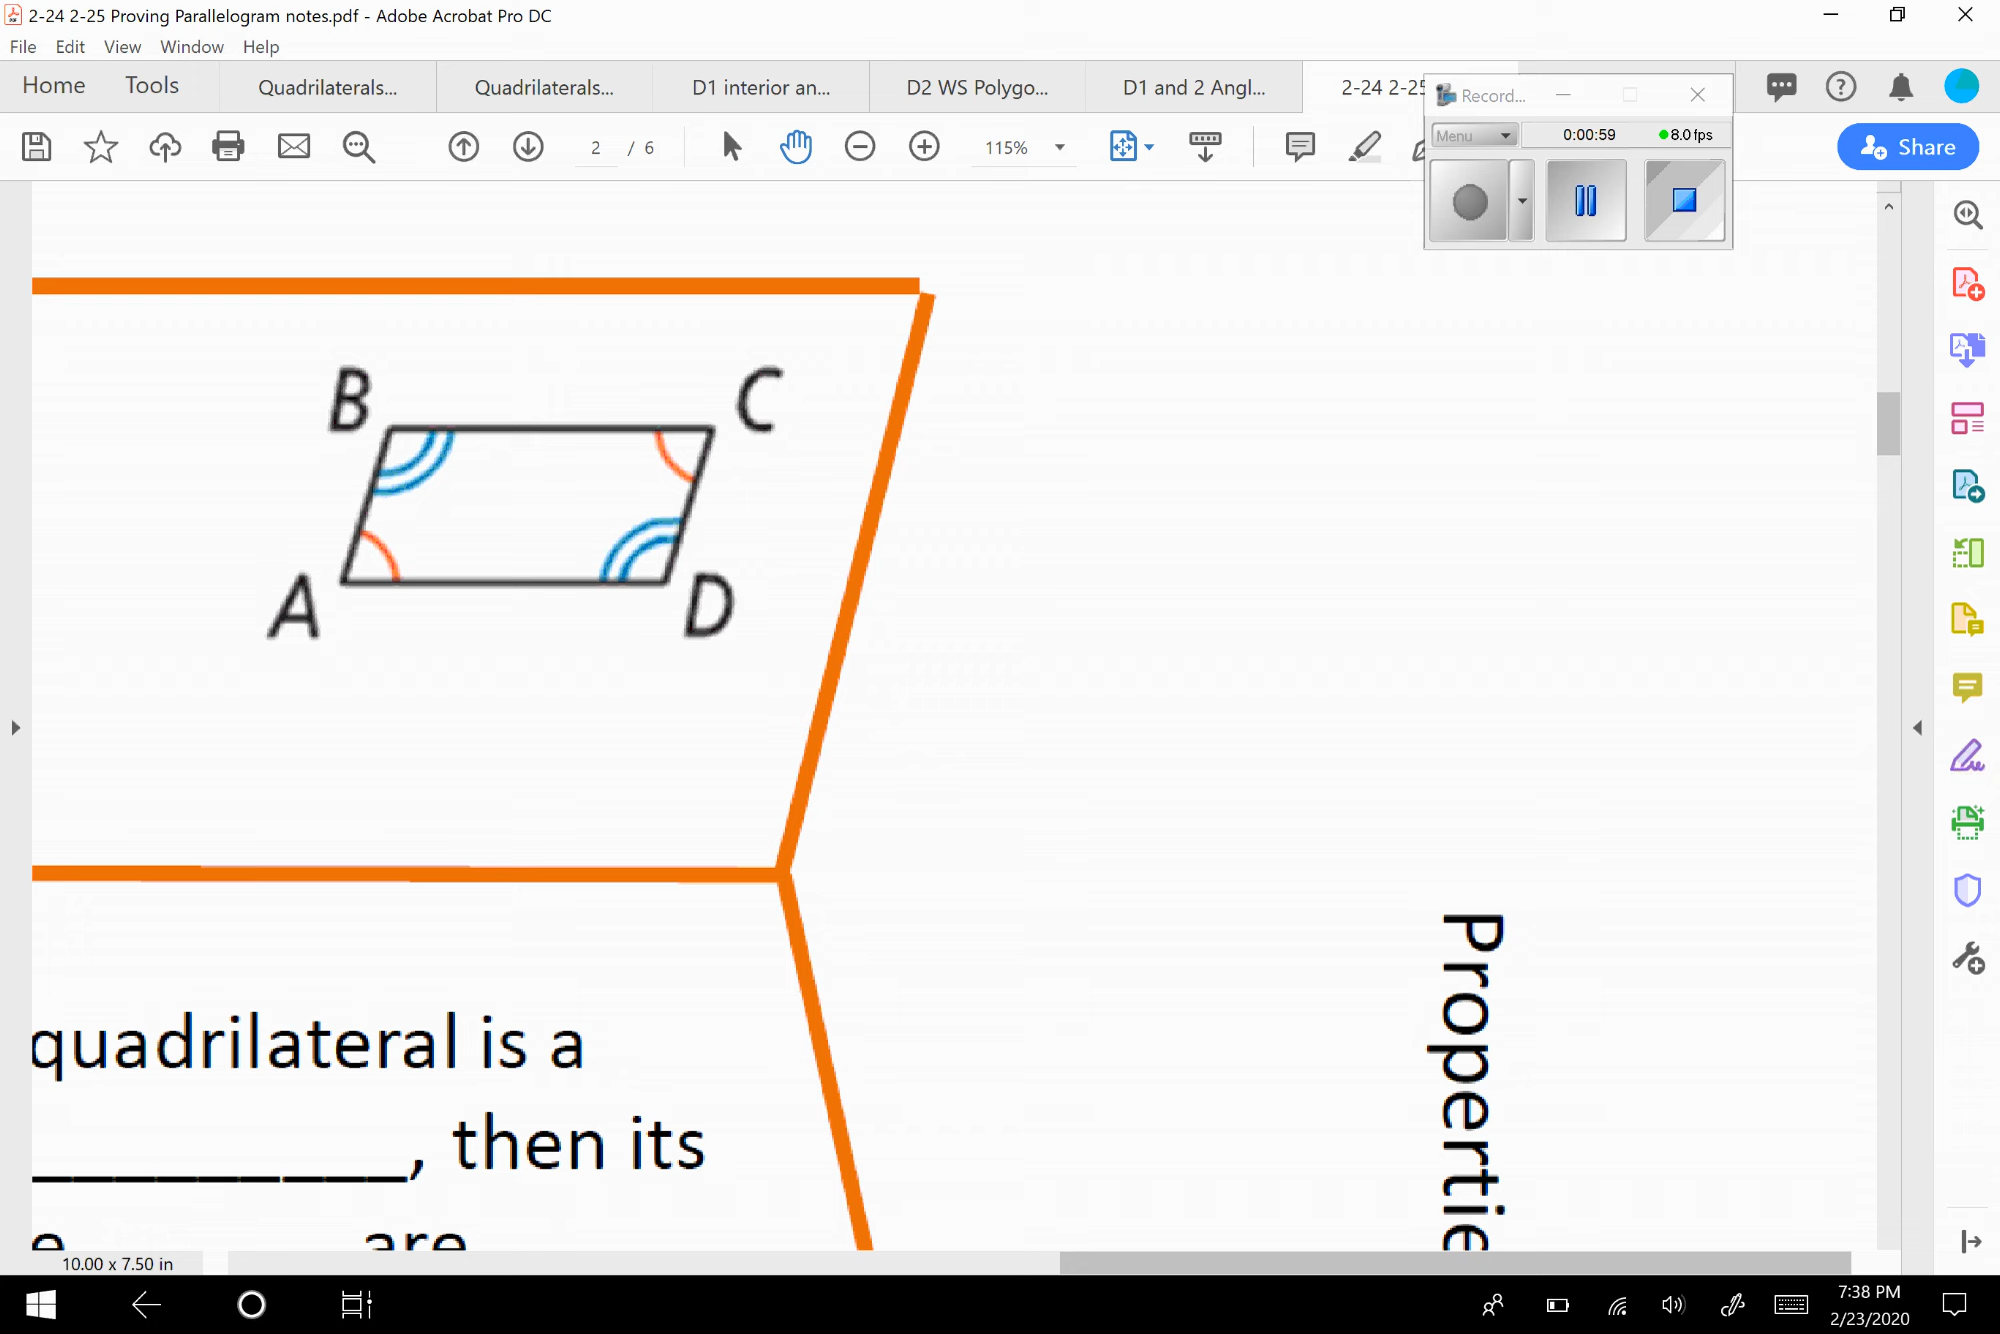 2-24 2-25 Proving Parallelogram notes.pdf - Adobe Acrobat Pro DC
File Edit View Window Help
Home Tools Quadrilaterals... Quadrilaterals... D1 interior an... D2 WS Polygo... D1 and 2 Angl... 2-24 2-25
Record...
Menu 0:00:59 8.0 fps
2 / 6 115% Share
B C
A D
quadrilateral is a
__________, then its
e are
Propertie
10.00 x 7.50 in
7:38 PM
2/23/2020